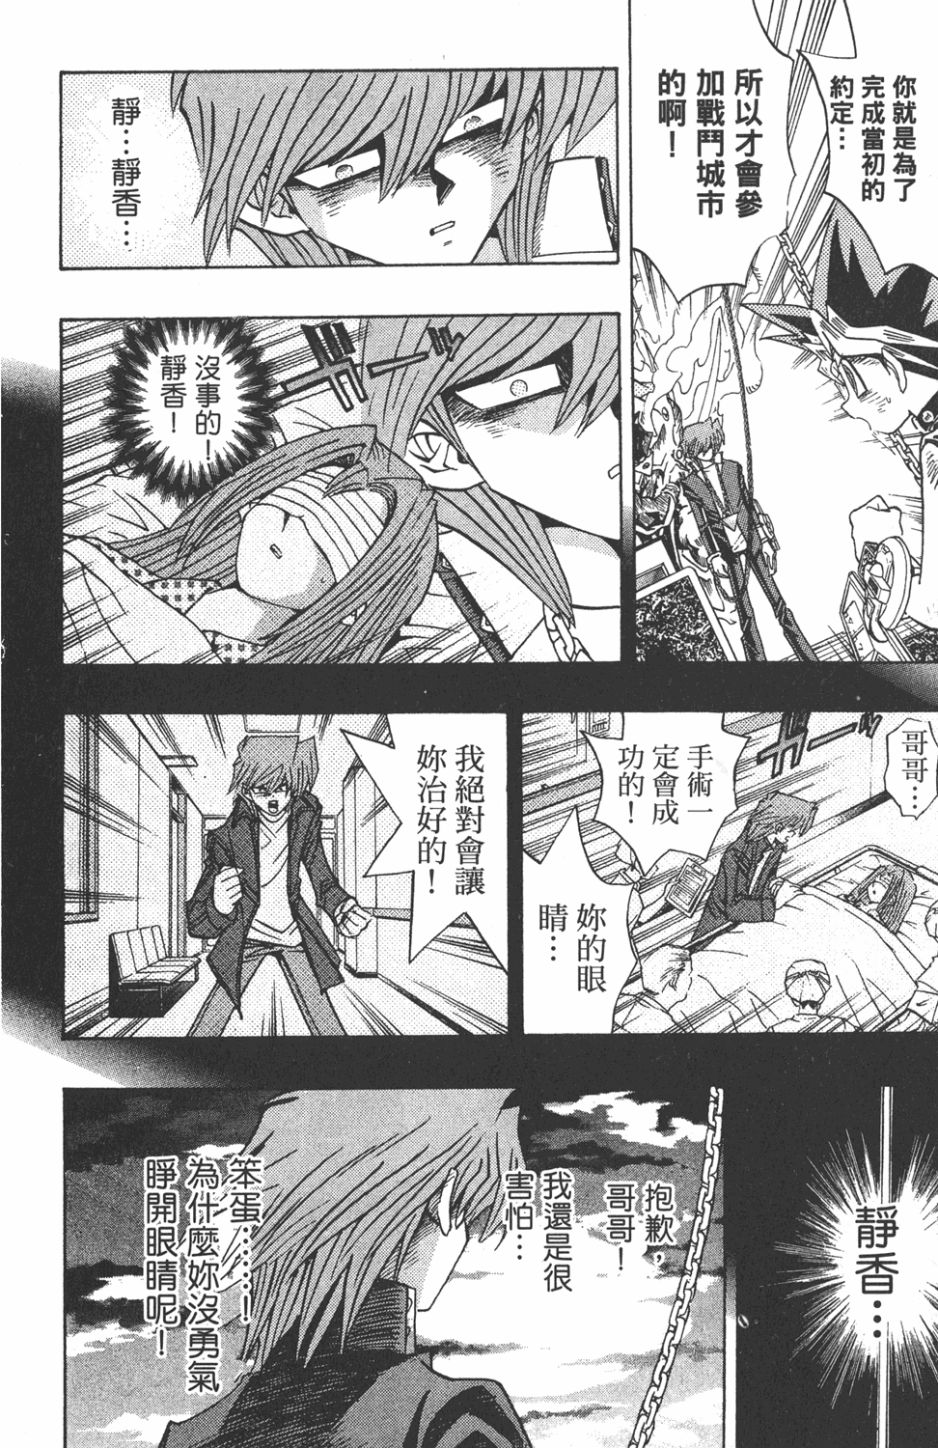 你就是為了
完成當初的
約定…
所以才會參
加戰鬥城市
的啊！
靜…靜香…
沒事的！
靜香！
哥哥…
手術一
定會成
功的！
妳的眼
睛…
我絕對會讓
妳治好的！
靜香…
抱歉，
哥哥！
我還是很
害怕…
笨蛋……！
為什麼妳沒勇氣
睜開眼睛呢！